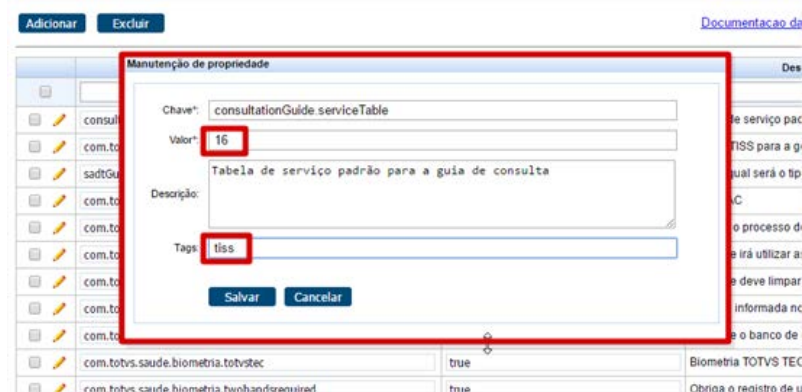 Adicionar Excluir Documentacao da
Manutenção de propriedade
Des
Chave*: consultationGuide.serviceTable
consul de serviço pad
Valor*: 16
com.to TISS para a g
Tabela de serviço padrão para a guia de consulta
sadtGu qual será o tip
Descrição:
com.to AC
com.to o processo de
Tags: tiss
com.to e irá utilizar as
com.to e deve limpar
Salvar Cancelar
com.to informada no
com.to e o banco de
com.totvs.saude.biometria.totvstec true Biometria TOTVS TEC
com.totvs.saude.biometria.twohandsrequired true Obriga o registro de u